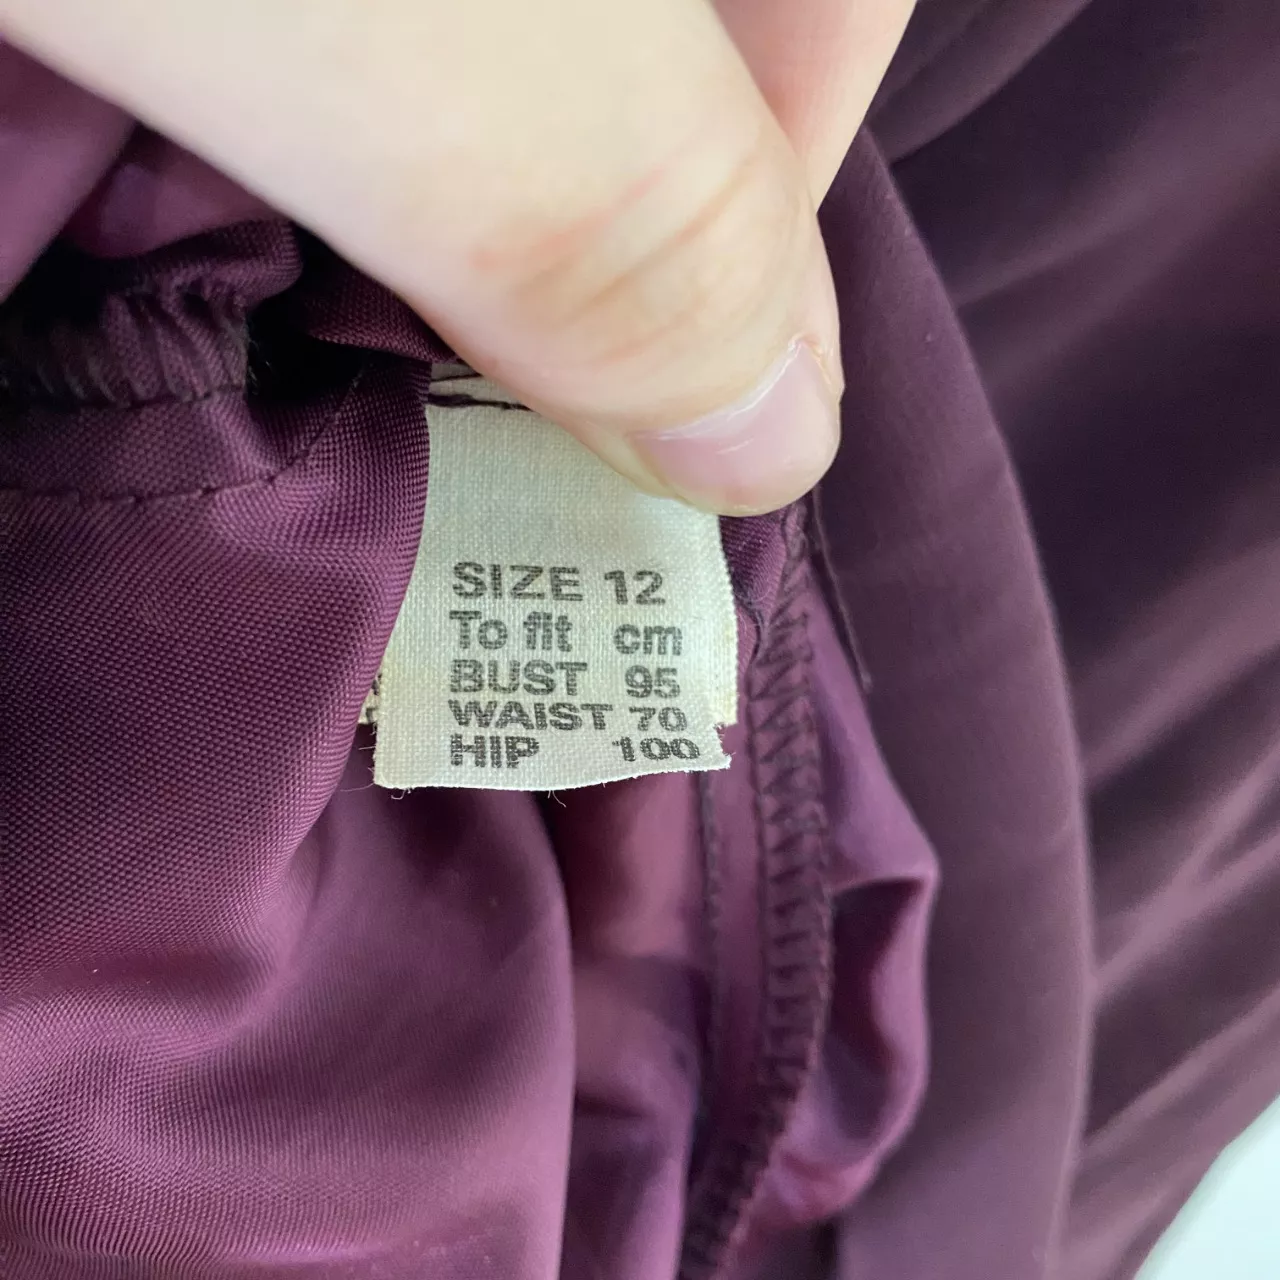 SIZE 12
To fit cm
BUST 95
WAIST 70
HIP 100